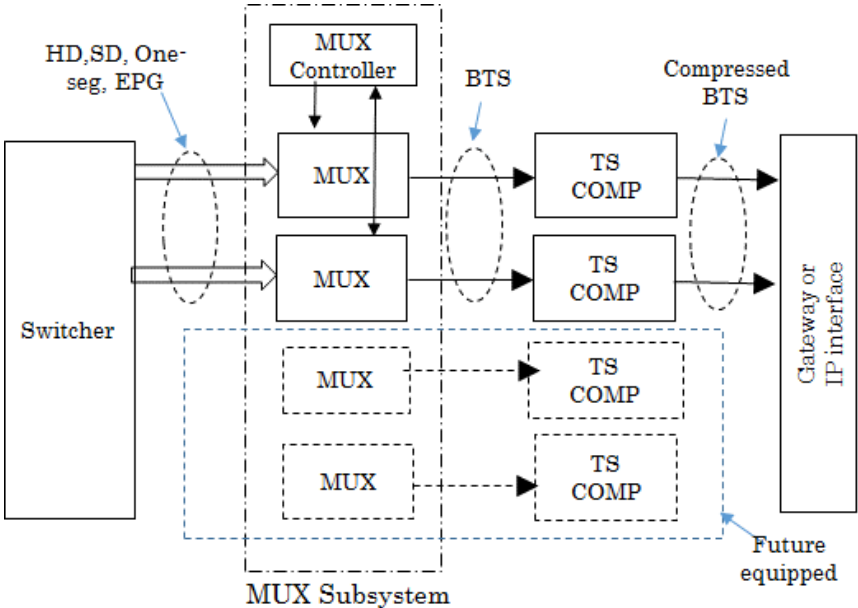 MUX
Controller
HD,SD, One-
seg, EPG
BTS
Compressed
BTS
MUX
TS
COMP
MUX
TS
COMP
Switcher
Gateway or
IP interface
MUX
TS
COMP
MUX
TS
COMP
Future
equipped
MUX Subsystem